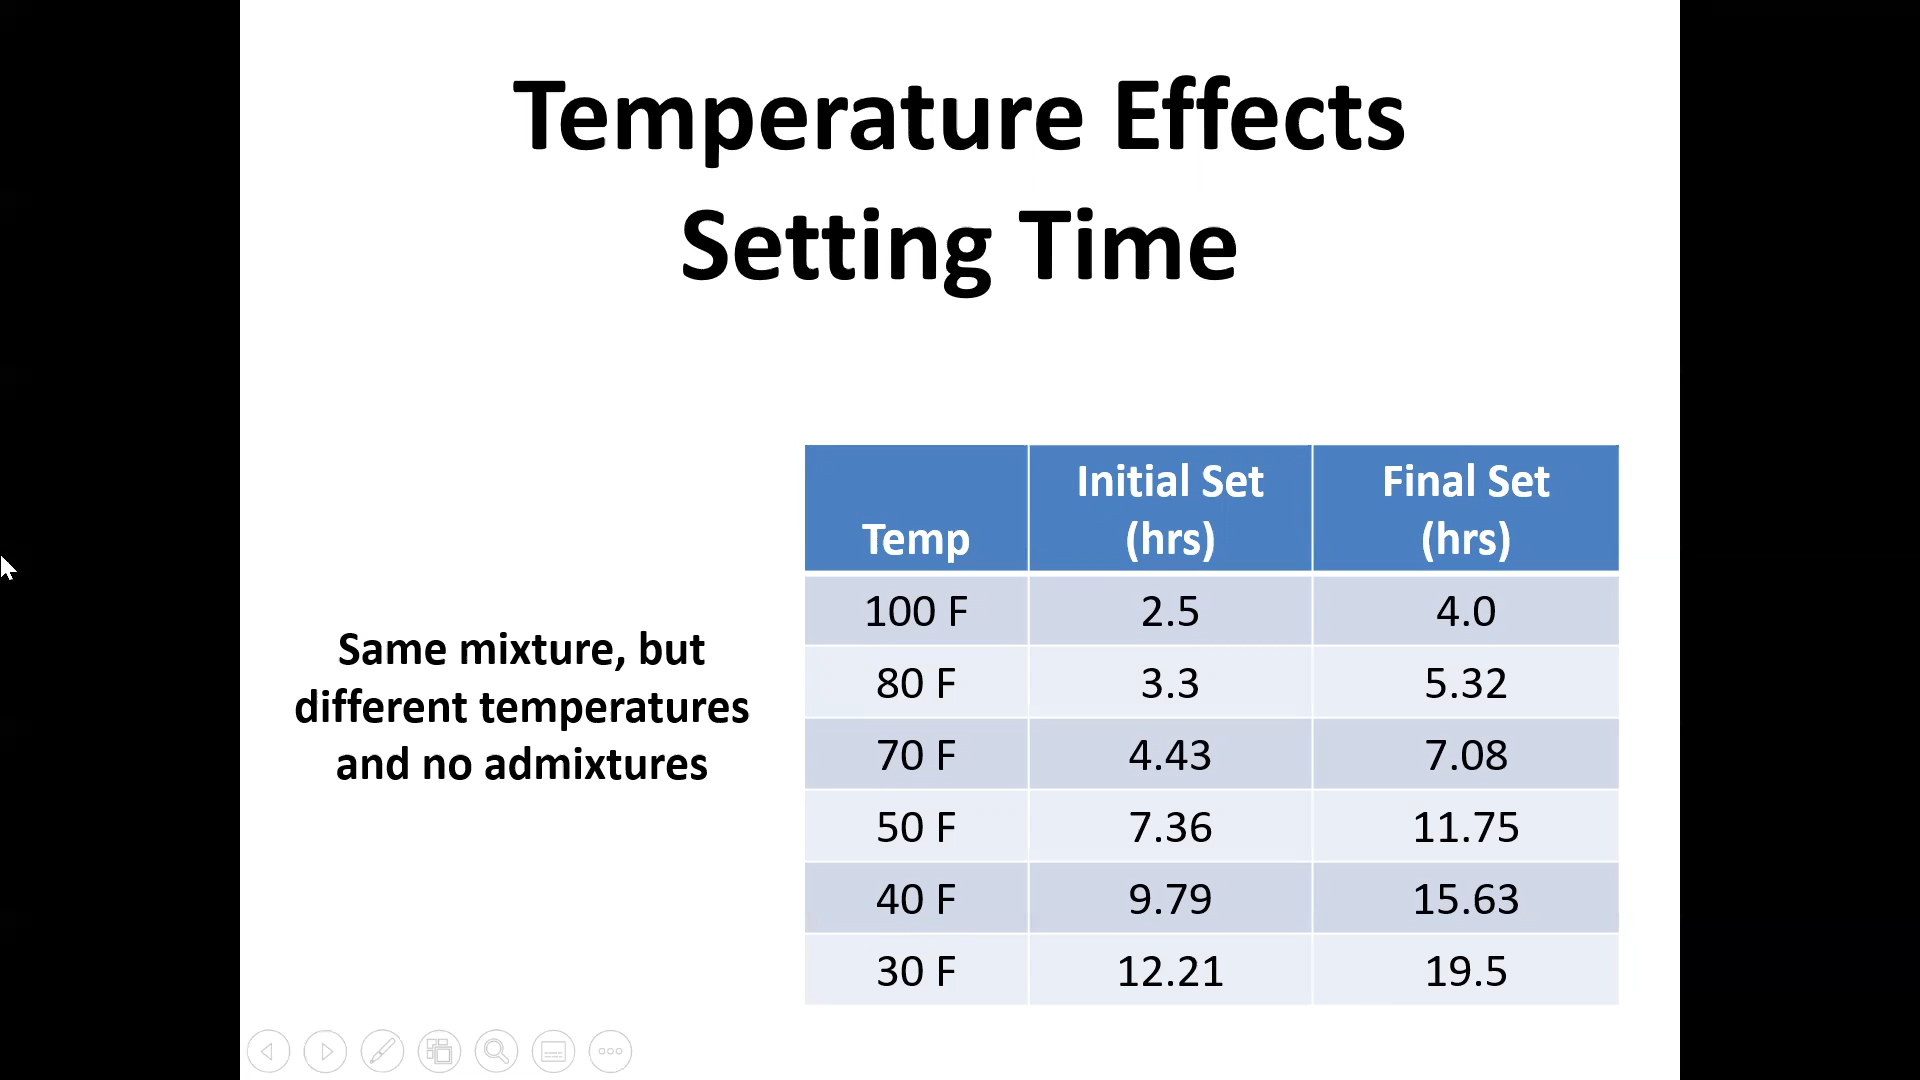 Temperature Effects
Setting Time
Same mixture, but
different temperatures
and no admixtures
Temp Initial Set (hrs) Final Set (hrs)
100 F 2.5 4.0
80 F 3.3 5.32
70 F 4.43 7.08
50 F 7.36 11.75
40 F 9.79 15.63
30 F 12.21 19.5